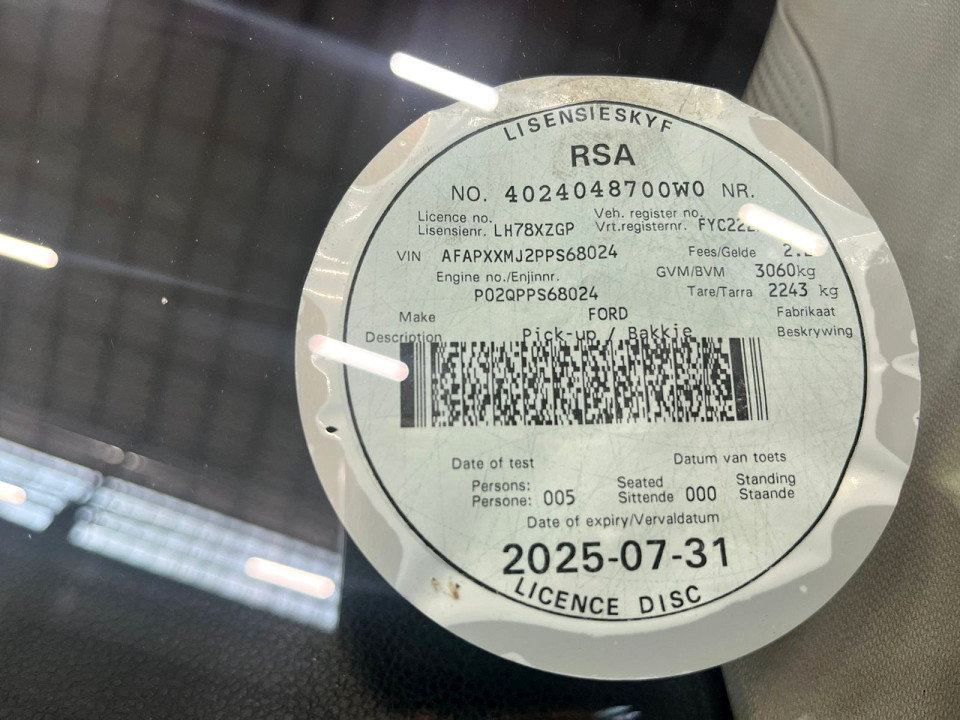 LISENSIESKYF
RSA
NO. 4024048700W0 NR.
Licence no. Veh. register no.
Lisensienr. LH78XZGP Vrt.registernr.
VIN AFAPXXMJ2PPS68024 Fees/Gelde
Engine no./Enjinnr. GVM/BVM 3060kg
P02QPPS68024 Tare/Tarra 2243 kg
Make FORD Fabrikaat
Description Pick-up / Bakkie Beskrywing
Date of test Datum van toets
Persons: Seated Standing
Persone: 005 Sittende 000 Staande
Date of expiry/Vervaldatum
2025-07-31
LICENCE DISC